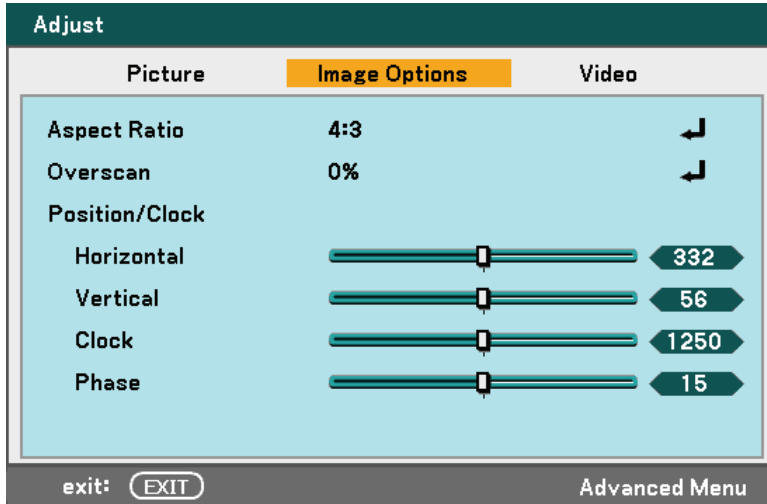 Adjust
Picture Image Options Video
Aspect Ratio 4:3
Overscan 0%
Position/Clock
Horizontal 332
Vertical 56
Clock 1250
Phase 15
exit: EXIT Advanced Menu